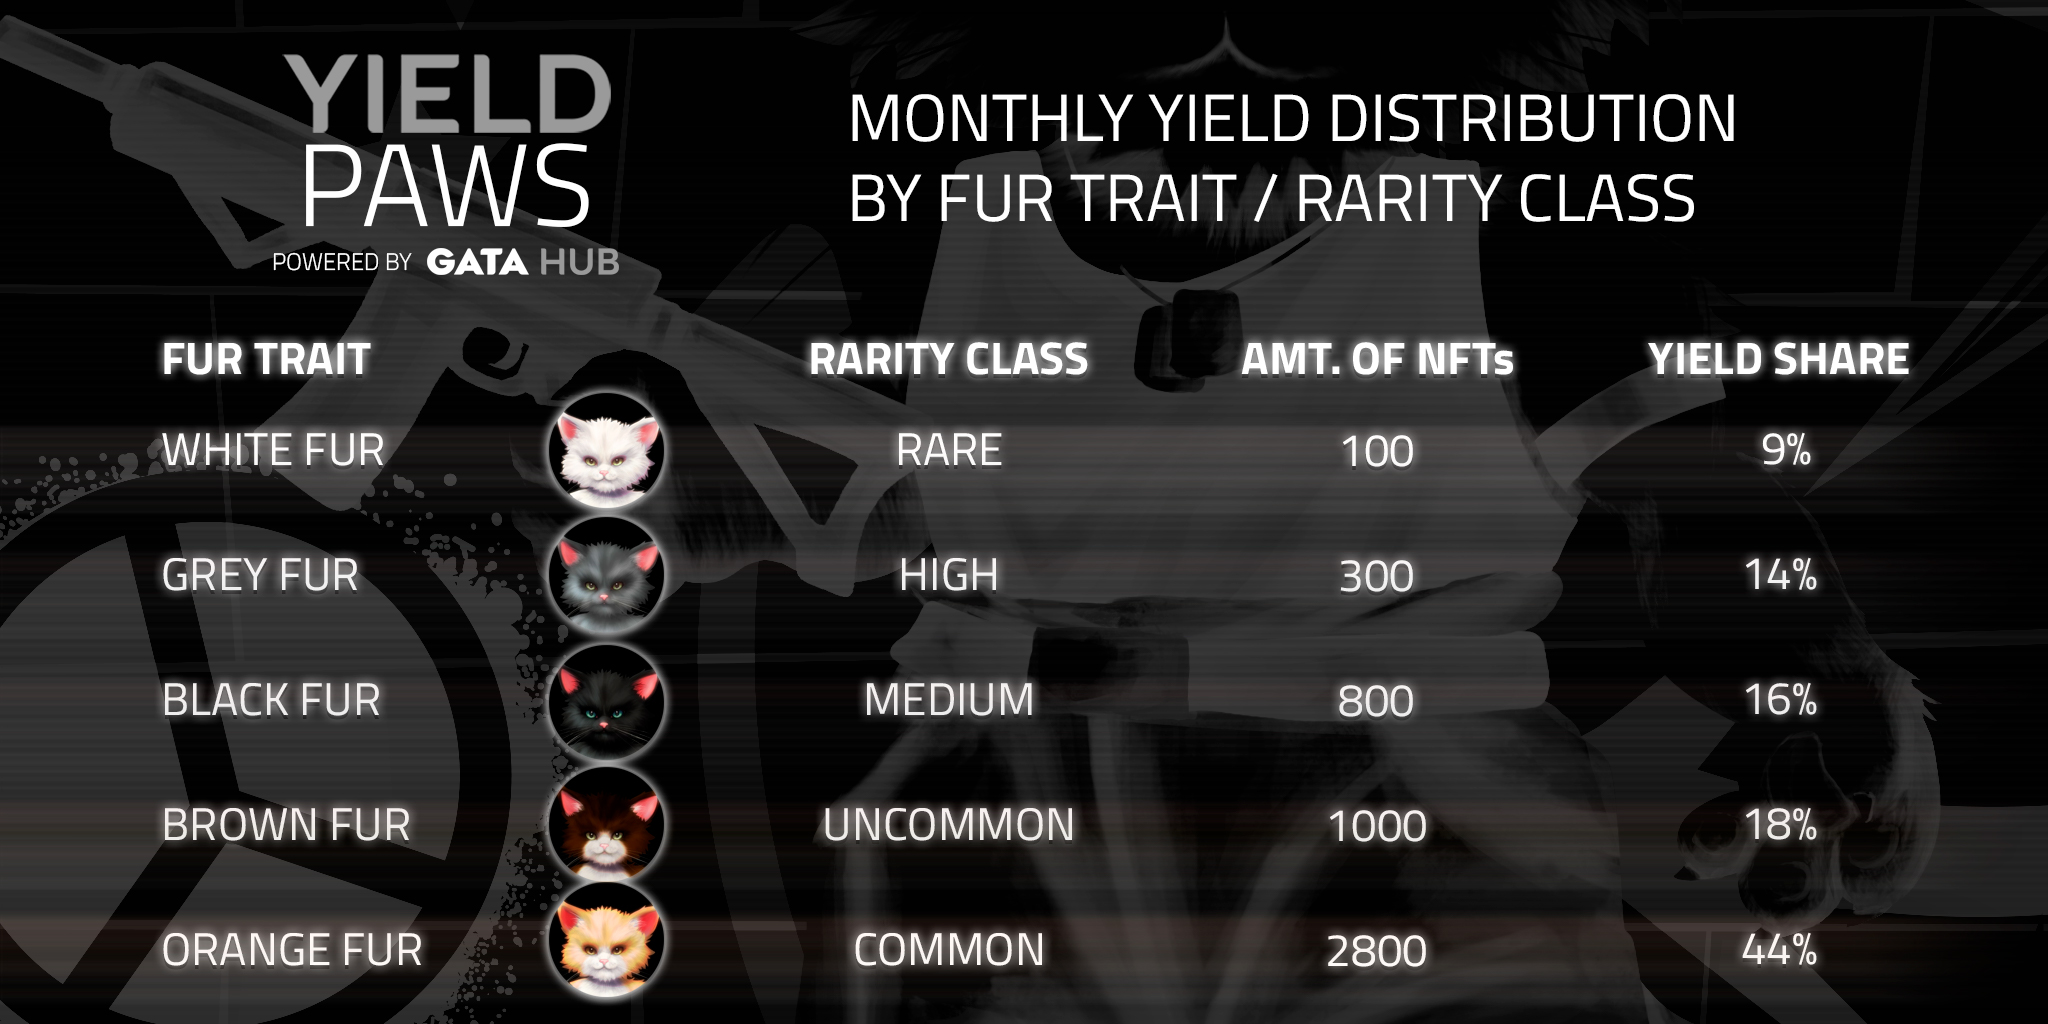 YIELD
PAWS
POWERED BY GATA HUB
MONTHLY YIELD DISTRIBUTION
BY FUR TRAIT / RARITY CLASS
FUR TRAIT RARITY CLASS AMT. OF NFTs YIELD SHARE
WHITE FUR RARE 100 9%
GREY FUR HIGH 300 14%
BLACK FUR MEDIUM 800 16%
BROWN FUR UNCOMMON 1000 18%
ORANGE FUR COMMON 2800 44%